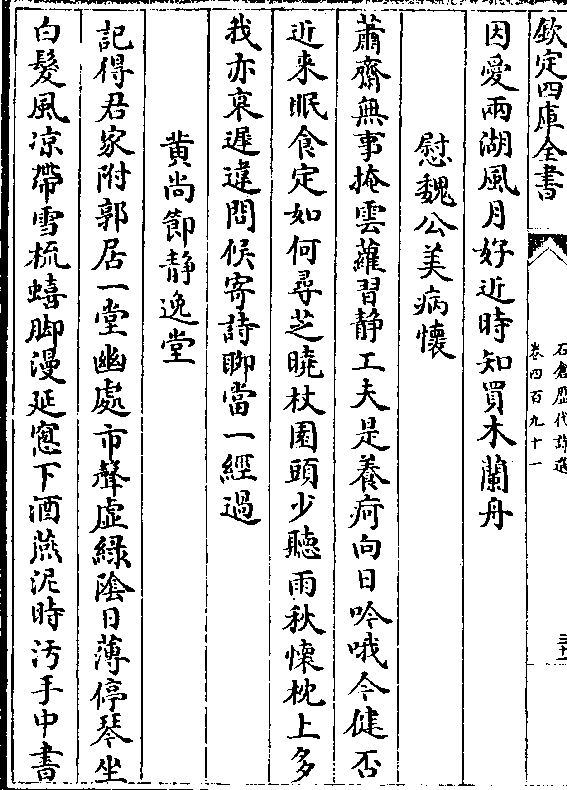 欽定四庫全書
石倉歷代詩選
卷四百九十一
因愛兩湖風月好近時知買木蘭舟
慰魏公美病懷
蕭齋無事掩雲蘿習静工夫是養疴向日吟哦今健否
近来眠食定如何尋芝曉杖園頭少聽雨秋懷枕上多
我亦衰遲違問候寄詩聊當一經過
黄尚節静逸堂
記得君家附郭居一堂幽處市聲虚緑陰日薄停琴坐
白髮風凉帶雪梳蟢脚漫延窻下酒燕泥時汚手中書